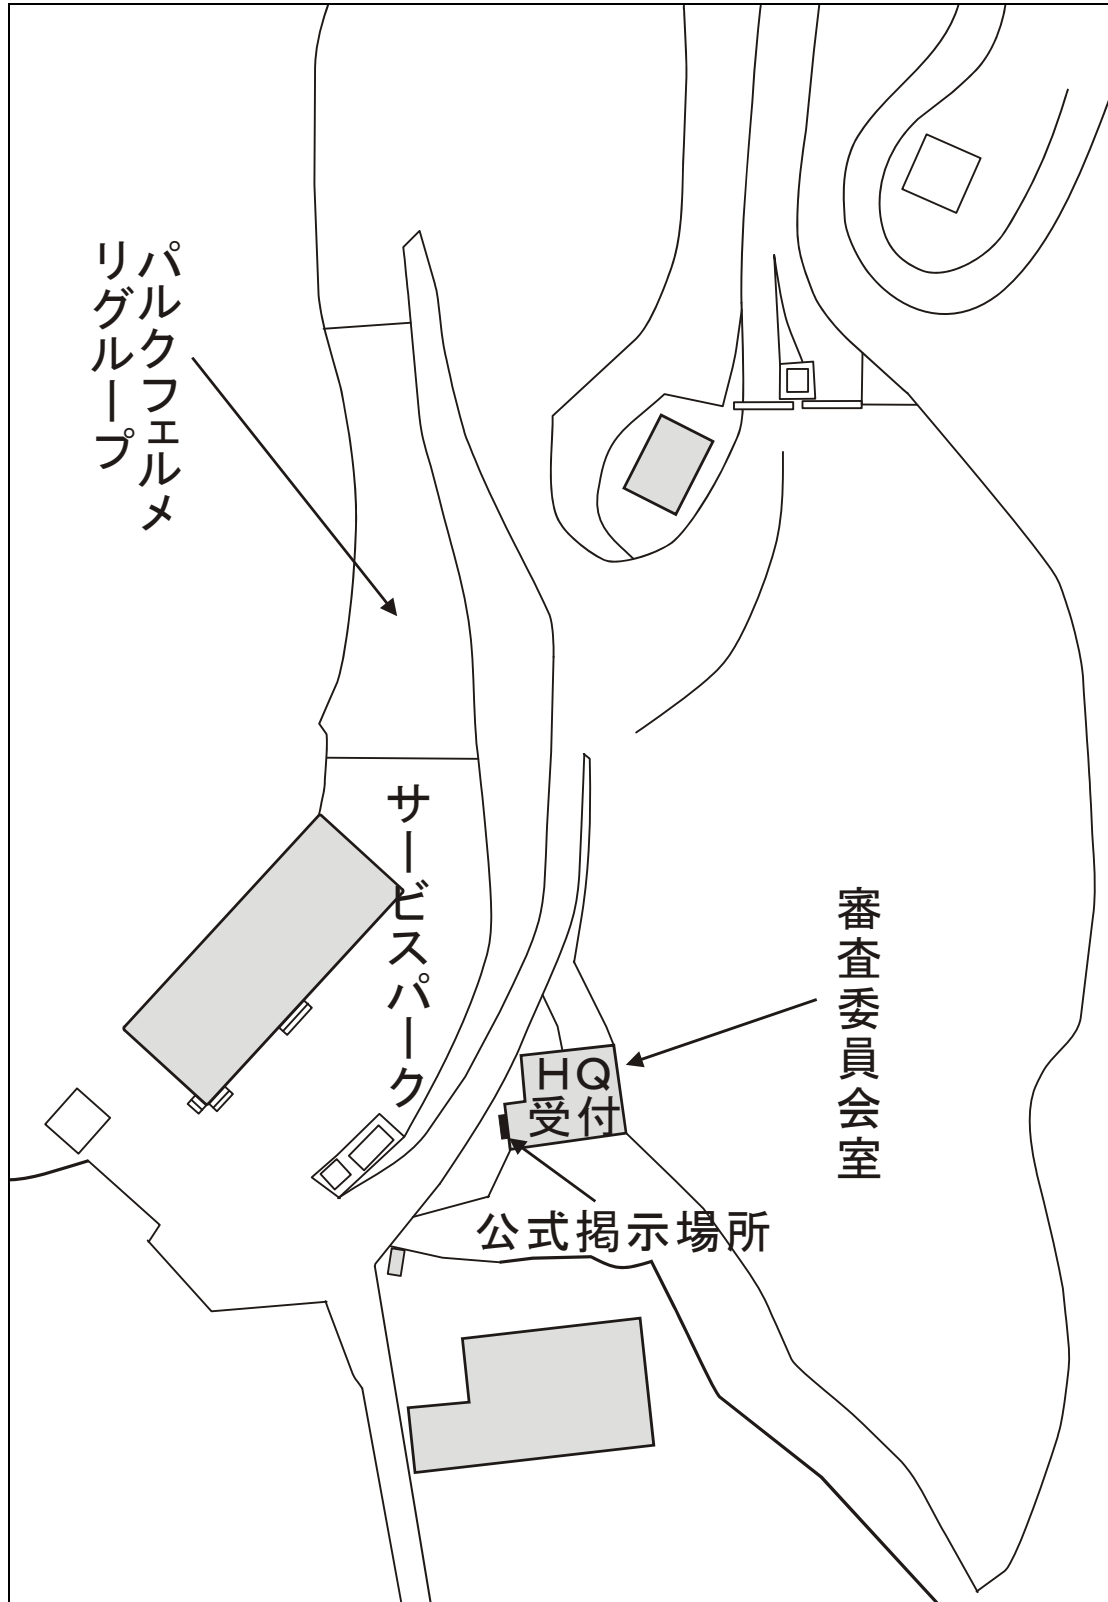 パルクフェルメ
リグループ
サービスパーク
審査委員会室
HQ
受付
公式掲示場所